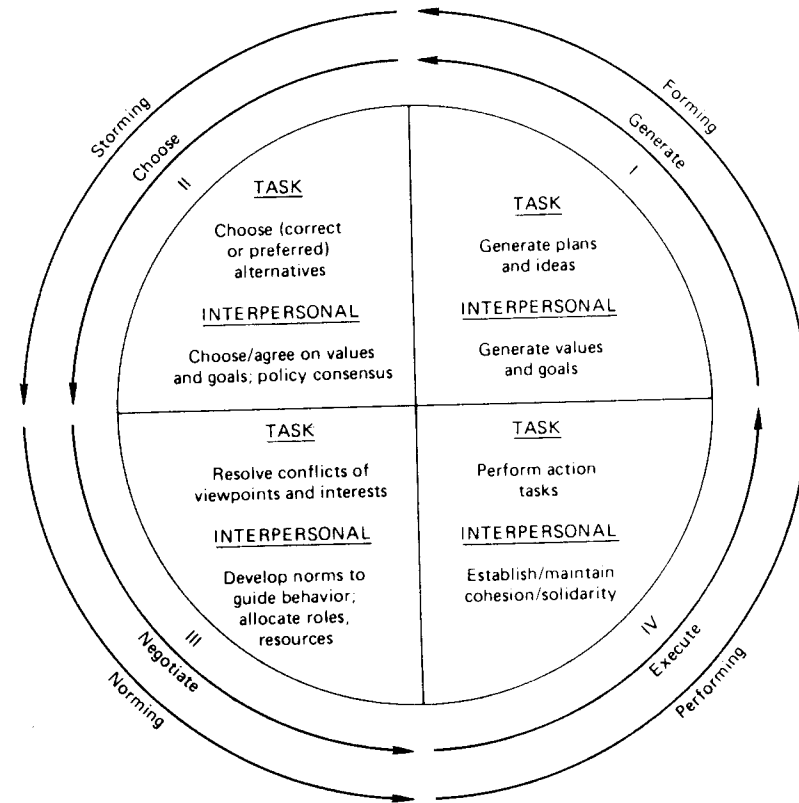 Forming
Generate
I
TASK
Generate plans
and ideas
INTERPERSONAL
Generate values
and goals
Storming
Choose
II
TASK
Choose (correct
or preferred)
alternatives
INTERPERSONAL
Choose/agree on values
and goals; policy consensus
Norming
Negotiate
III
TASK
Resolve conflicts of
viewpoints and interests
INTERPERSONAL
Develop norms to
guide behavior;
allocate roles,
resources
Performing
Execute
IV
TASK
Perform action
tasks
INTERPERSONAL
Establish/maintain
cohesion/solidarity